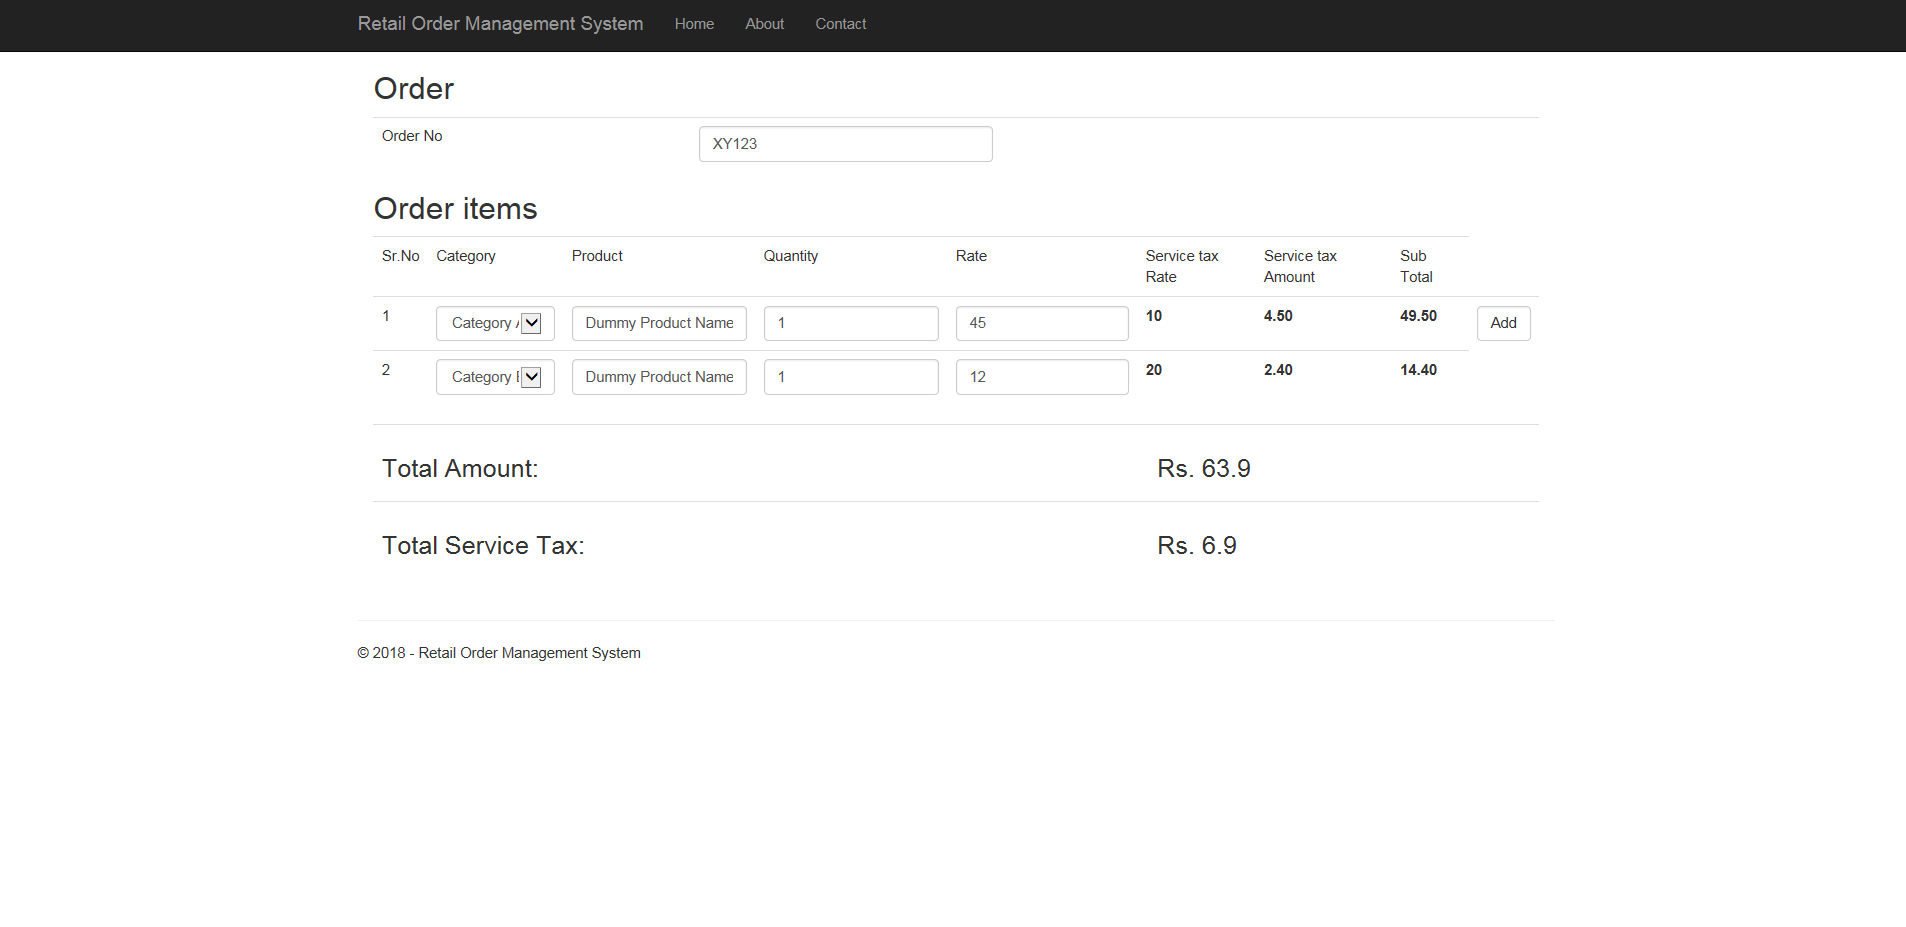 Retail Order Management System Home About Contact
Order
Order No XY123
Order items
Sr.No Category Product Quantity Rate Service tax Rate Service tax Amount Sub Total
1 Category Dummy Product Name 1 45 10 4.50 49.50 Add
2 Category Dummy Product Name 1 12 20 2.40 14.40
Total Amount: Rs. 63.9
Total Service Tax: Rs. 6.9
© 2018 - Retail Order Management System